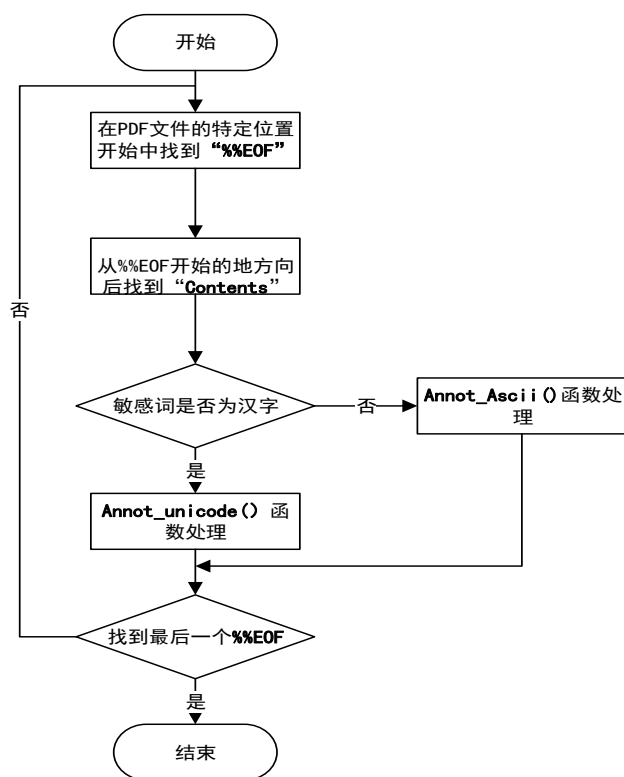 开始
在PDF文件的特定位置
开始中找到“%%EOF”
从%%EOF开始的地方向
后找到“Contents”
否
敏感词是否为汉字
否
Annot_Ascii()函数处
理
是
Annot_unicode() 函
数处理
找到最后一个%%EOF
是
结束